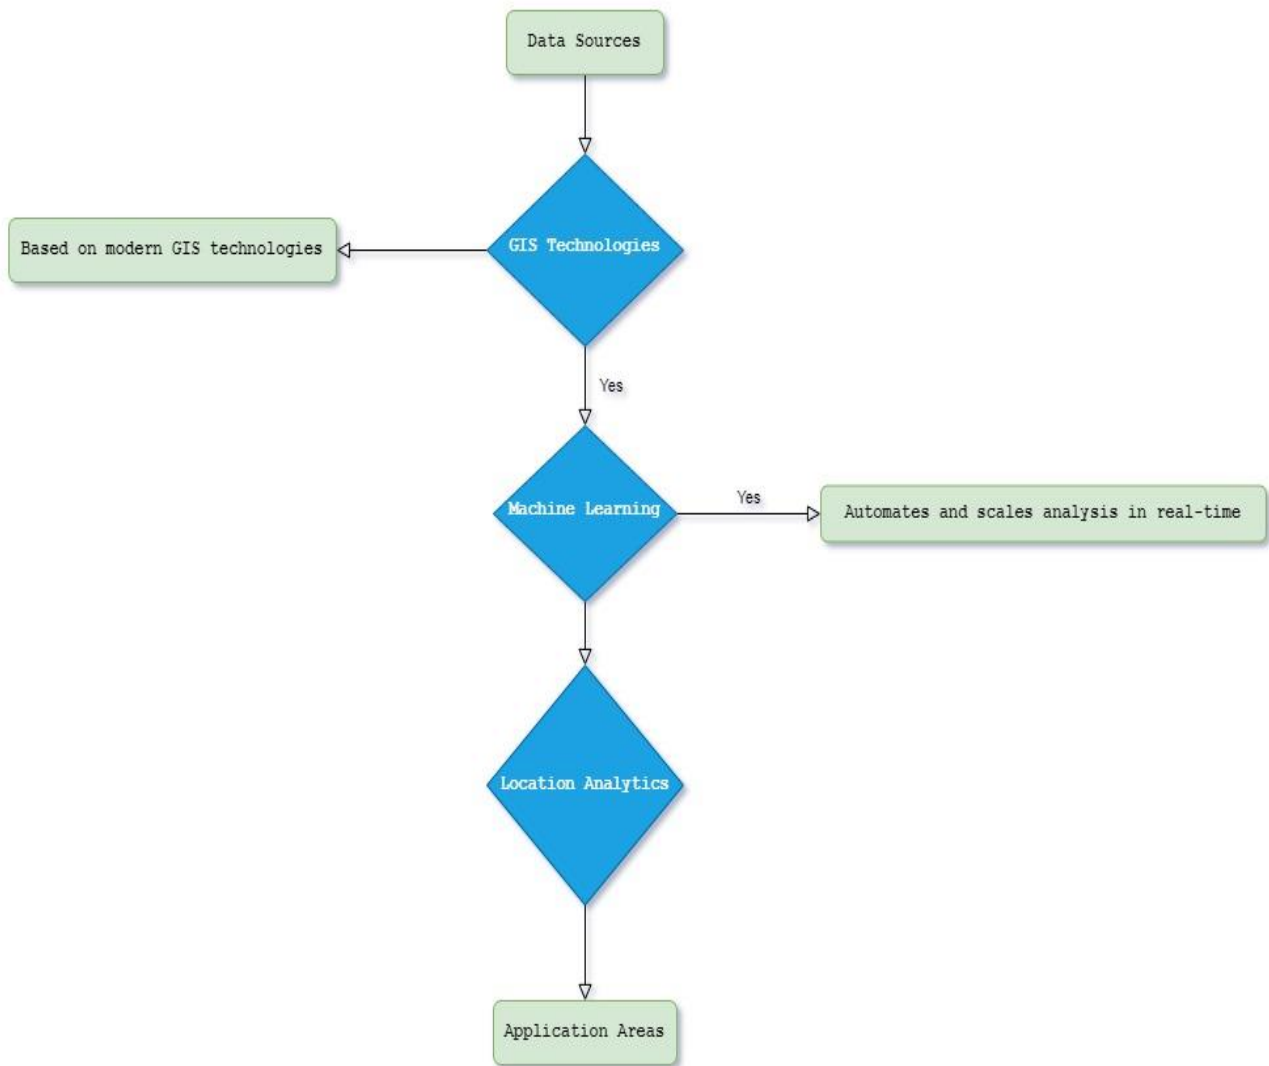 Data Sources
GIS Technologies
Based on modern GIS technologies
Yes
Machine Learning
Yes
Automates and scales analysis in real-time
Location Analytics
Application Areas